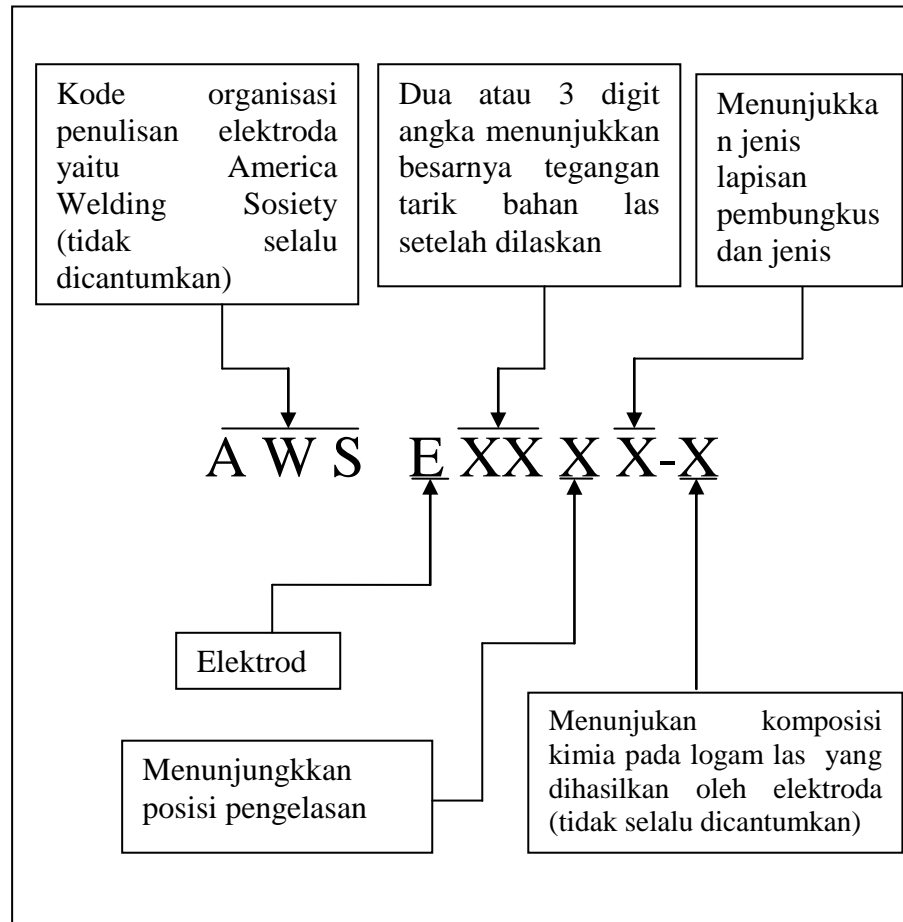 Kode organisasi
penulisan elektroda
yaitu America
Welding Sosiety
(tidak selalu
dicantumkan)
Dua atau 3 digit
angka menunjukkan
besarnya tegangan
tarik bahan las
setelah dilaskan
Menunjukka
n jenis
lapisan
pembungkus
dan jenis
A W S E XX X X-X
Elektrod
Menunjungkkan
posisi pengelasan
Menunjukan komposisi
kimia pada logam las yang
dihasilkan oleh elektroda
(tidak selalu dicantumkan)